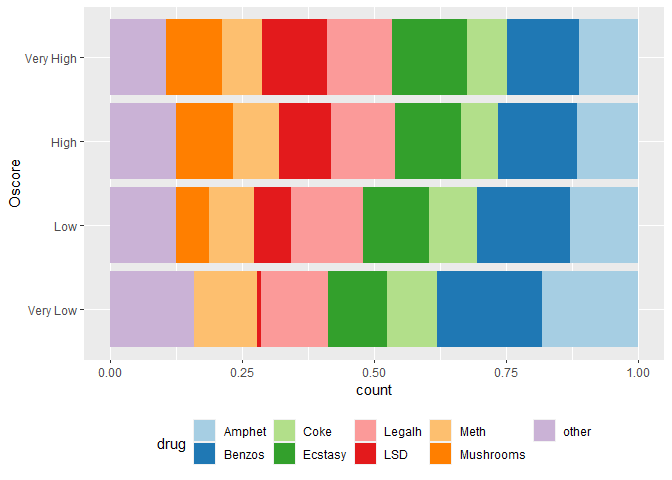 Very High
High
Low
Very Low
Oscore
0.00 0.25 0.50 0.75 1.00
count
drug
Amphet Coke Legalh Meth other
Benzos Ecstasy LSD Mushrooms